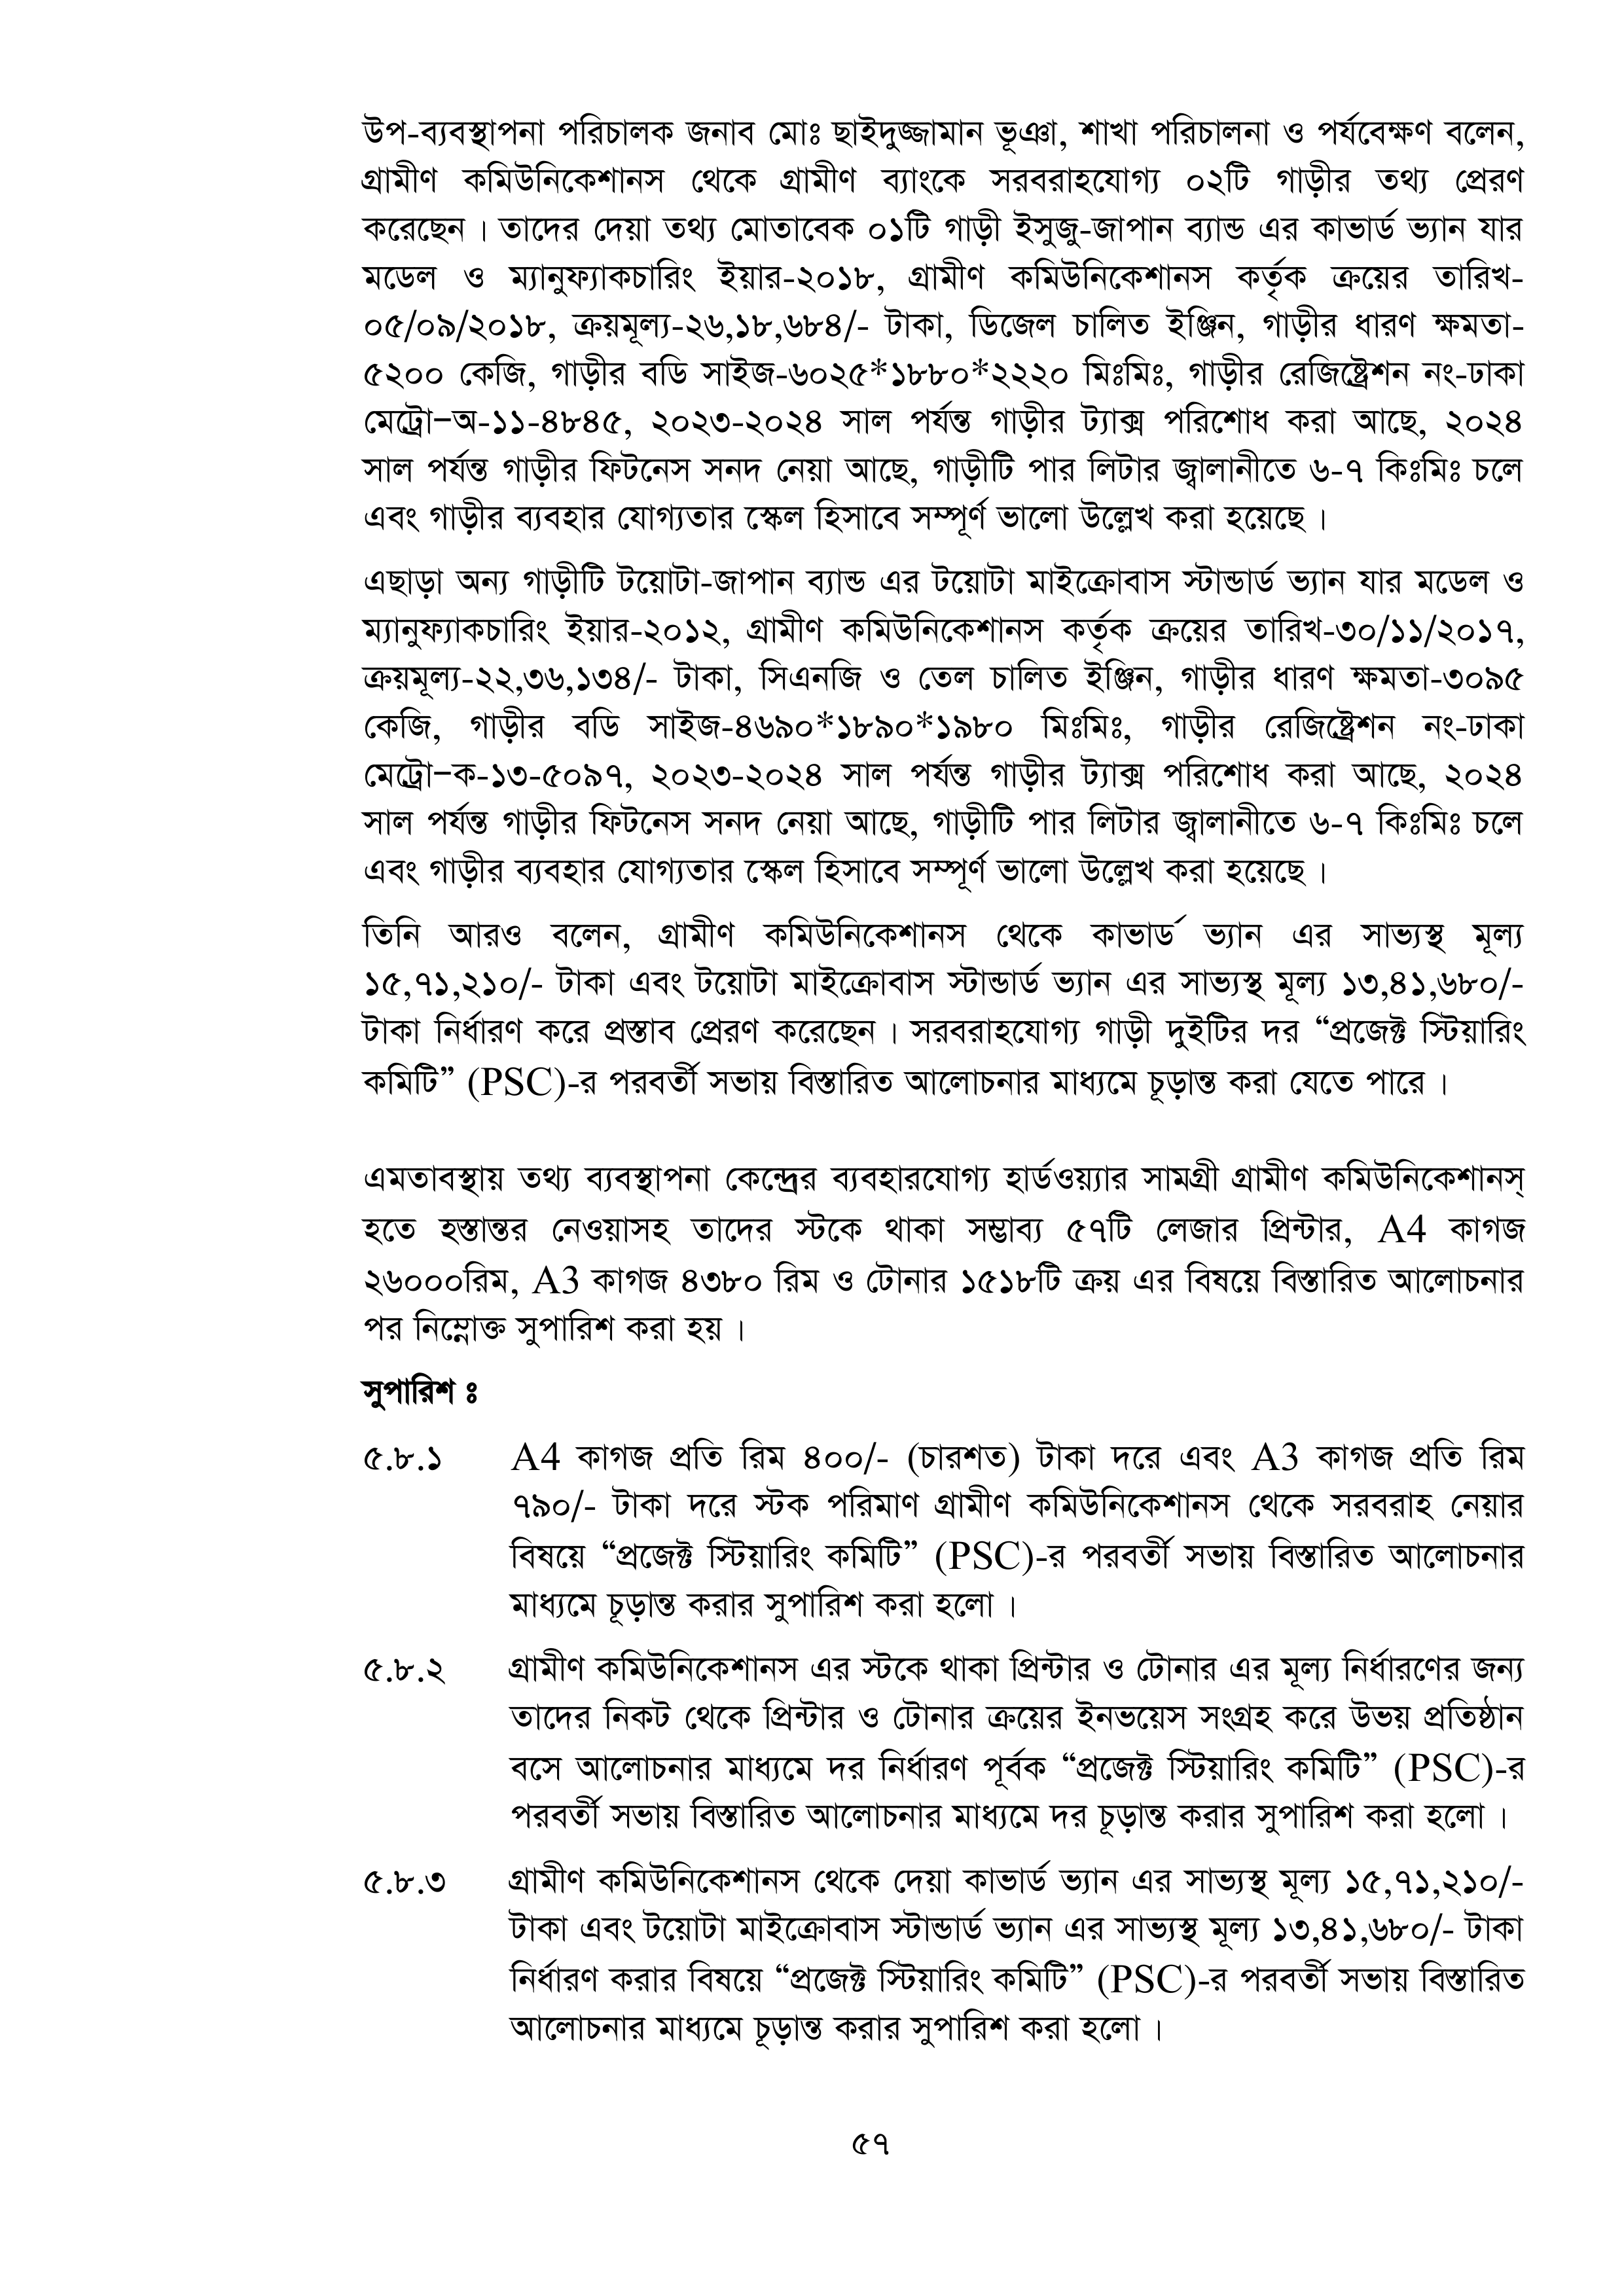 উপ-ব্যবস্থাপনা পরিচালক জনাব মোঃ ছাইদুজ্জামান ভূঞা, শাখা পরিচালনা ও পর্যবেক্ষণ বলেন,
গ্রামীণ কমিউনিকেশানস থেকে গ্রামীণ ব্যাংকে সরবরাহযোগ্য ০২টি গাড়ীর তথ্য প্রেরণ
করেছেন। তাদের দেয়া তথ্য মোতাবেক ০১টি গাড়ী ইসুজু-জাপান ব্যান্ড এর কাভার্ড ভ্যান যার
মডেল ও ম্যানুফ্যাকচারিং ইয়ার-২০১৮, গ্রামীণ কমিউনিকেশানস কর্তৃক ক্রয়ের তারিখ-
০৫/০৯/২০১৮, ক্রয়মূল্য-২৬,১৮,৬৮৪/- টাকা, ডিজেল চালিত ইঞ্জিন, গাড়ীর ধারণ ক্ষমতা-
৫২০০ কেজি, গাড়ীর বডি সাইজ-৬০২৫*১৮৮০*২২২০ মিঃমিঃ, গাড়ীর রেজিষ্ট্রেশন নং-ঢাকা
মেট্রো–অ-১১-৪৮৪৫, ২০২৩-২০২৪ সাল পর্যন্ত গাড়ীর ট্যাক্স পরিশোধ করা আছে, ২০২৪
সাল পর্যন্ত গাড়ীর ফিটনেস সনদ নেয়া আছে, গাড়ীটি পার লিটার জ্বালানীতে ৬-৭ কিঃমিঃ চলে
এবং গাড়ীর ব্যবহার যোগ্যতার স্কেল হিসাবে সম্পূর্ণ ভালো উল্লেখ করা হয়েছে।
এছাড়া অন্য গাড়ীটি টয়োটা-জাপান ব্যান্ড এর টয়োটা মাইক্রোবাস স্টান্ডার্ড ভ্যান যার মডেল ও
ম্যানুফ্যাকচারিং ইয়ার-২০১২, গ্রামীণ কমিউনিকেশানস কর্তৃক ক্রয়ের তারিখ-৩০/১১/২০১৭,
ক্রয়মূল্য-২২,৩৬,১৩৪/- টাকা, সিএনজি ও তেল চালিত ইঞ্জিন, গাড়ীর ধারণ ক্ষমতা-৩০৯৫
কেজি, গাড়ীর বডি সাইজ-৪৬৯০*১৮৯০*১৯৮০ মিঃমিঃ, গাড়ীর রেজিষ্ট্রেশন নং-ঢাকা
মেট্রো–ক-১৩-৫০৯৭, ২০২৩-২০২৪ সাল পর্যন্ত গাড়ীর ট্যাক্স পরিশোধ করা আছে, ২০২৪
সাল পর্যন্ত গাড়ীর ফিটনেস সনদ নেয়া আছে, গাড়ীটি পার লিটার জ্বালানীতে ৬-৭ কিঃমিঃ চলে
এবং গাড়ীর ব্যবহার যোগ্যতার স্কেল হিসাবে সম্পূর্ণ ভালো উল্লেখ করা হয়েছে।
তিনি আরও বলেন, গ্রামীণ কমিউনিকেশানস থেকে কাভার্ড ভ্যান এর সাভ্যস্থ মূল্য
১৫,৭১,২১০/- টাকা এবং টয়োটা মাইক্রোবাস স্টান্ডার্ড ভ্যান এর সাভ্যস্থ মূল্য ১৩,৪১,৬৮০/-
টাকা নির্ধারণ করে প্রস্তাব প্রেরণ করেছেন। সরবরাহযোগ্য গাড়ী দুইটির দর “প্রজেক্ট স্টিয়ারিং
কমিটি” (PSC)-র পরবর্তী সভায় বিস্তারিত আলোচনার মাধ্যমে চূড়ান্ত করা যেতে পারে।
এমতাবস্থায় তথ্য ব্যবস্থাপনা কেন্দ্রের ব্যবহারযোগ্য হার্ডওয়্যার সামগ্রী গ্রামীণ কমিউনিকেশানস্
হতে হস্তান্তর নেওয়াসহ তাদের স্টকে থাকা সম্ভাব্য ৫৭টি লেজার প্রিন্টার, A4 কাগজ
২৬০০০রিম, A3 কাগজ ৪৩৮০ রিম ও টোনার ১৫১৮টি ক্রয় এর বিষয়ে বিস্তারিত আলোচনার
পর নিম্নোক্ত সুপারিশ করা হয়।
সুপারিশ ঃ
৫.৮.১ A4 কাগজ প্রতি রিম ৪০০/- (চারশত) টাকা দরে এবং A3 কাগজ প্রতি রিম
৭৯০/- টাকা দরে স্টক পরিমাণ গ্রামীণ কমিউনিকেশানস থেকে সরবরাহ নেয়ার
বিষয়ে “প্রজেক্ট স্টিয়ারিং কমিটি” (PSC)-র পরবর্তী সভায় বিস্তারিত আলোচনার
মাধ্যমে চূড়ান্ত করার সুপারিশ করা হলো।
৫.৮.২ গ্রামীণ কমিউনিকেশানস এর স্টকে থাকা প্রিন্টার ও টোনার এর মূল্য নির্ধারণের জন্য
তাদের নিকট থেকে প্রিন্টার ও টোনার ক্রয়ের ইনভয়েস সংগ্রহ করে উভয় প্রতিষ্ঠান
বসে আলোচনার মাধ্যমে দর নির্ধারণ পূর্বক “প্রজেক্ট স্টিয়ারিং কমিটি” (PSC)-র
পরবর্তী সভায় বিস্তারিত আলোচনার মাধ্যমে দর চূড়ান্ত করার সুপারিশ করা হলো।
৫.৮.৩ গ্রামীণ কমিউনিকেশানস থেকে দেয়া কাভার্ড ভ্যান এর সাভ্যস্থ মূল্য ১৫,৭১,২১০/-
টাকা এবং টয়োটা মাইক্রোবাস স্টান্ডার্ড ভ্যান এর সাভ্যস্থ মূল্য ১৩,৪১,৬৮০/- টাকা
নির্ধারণ করার বিষয়ে “প্রজেক্ট স্টিয়ারিং কমিটি” (PSC)-র পরবর্তী সভায় বিস্তারিত
আলোচনার মাধ্যমে চূড়ান্ত করার সুপারিশ করা হলো।
৫৭